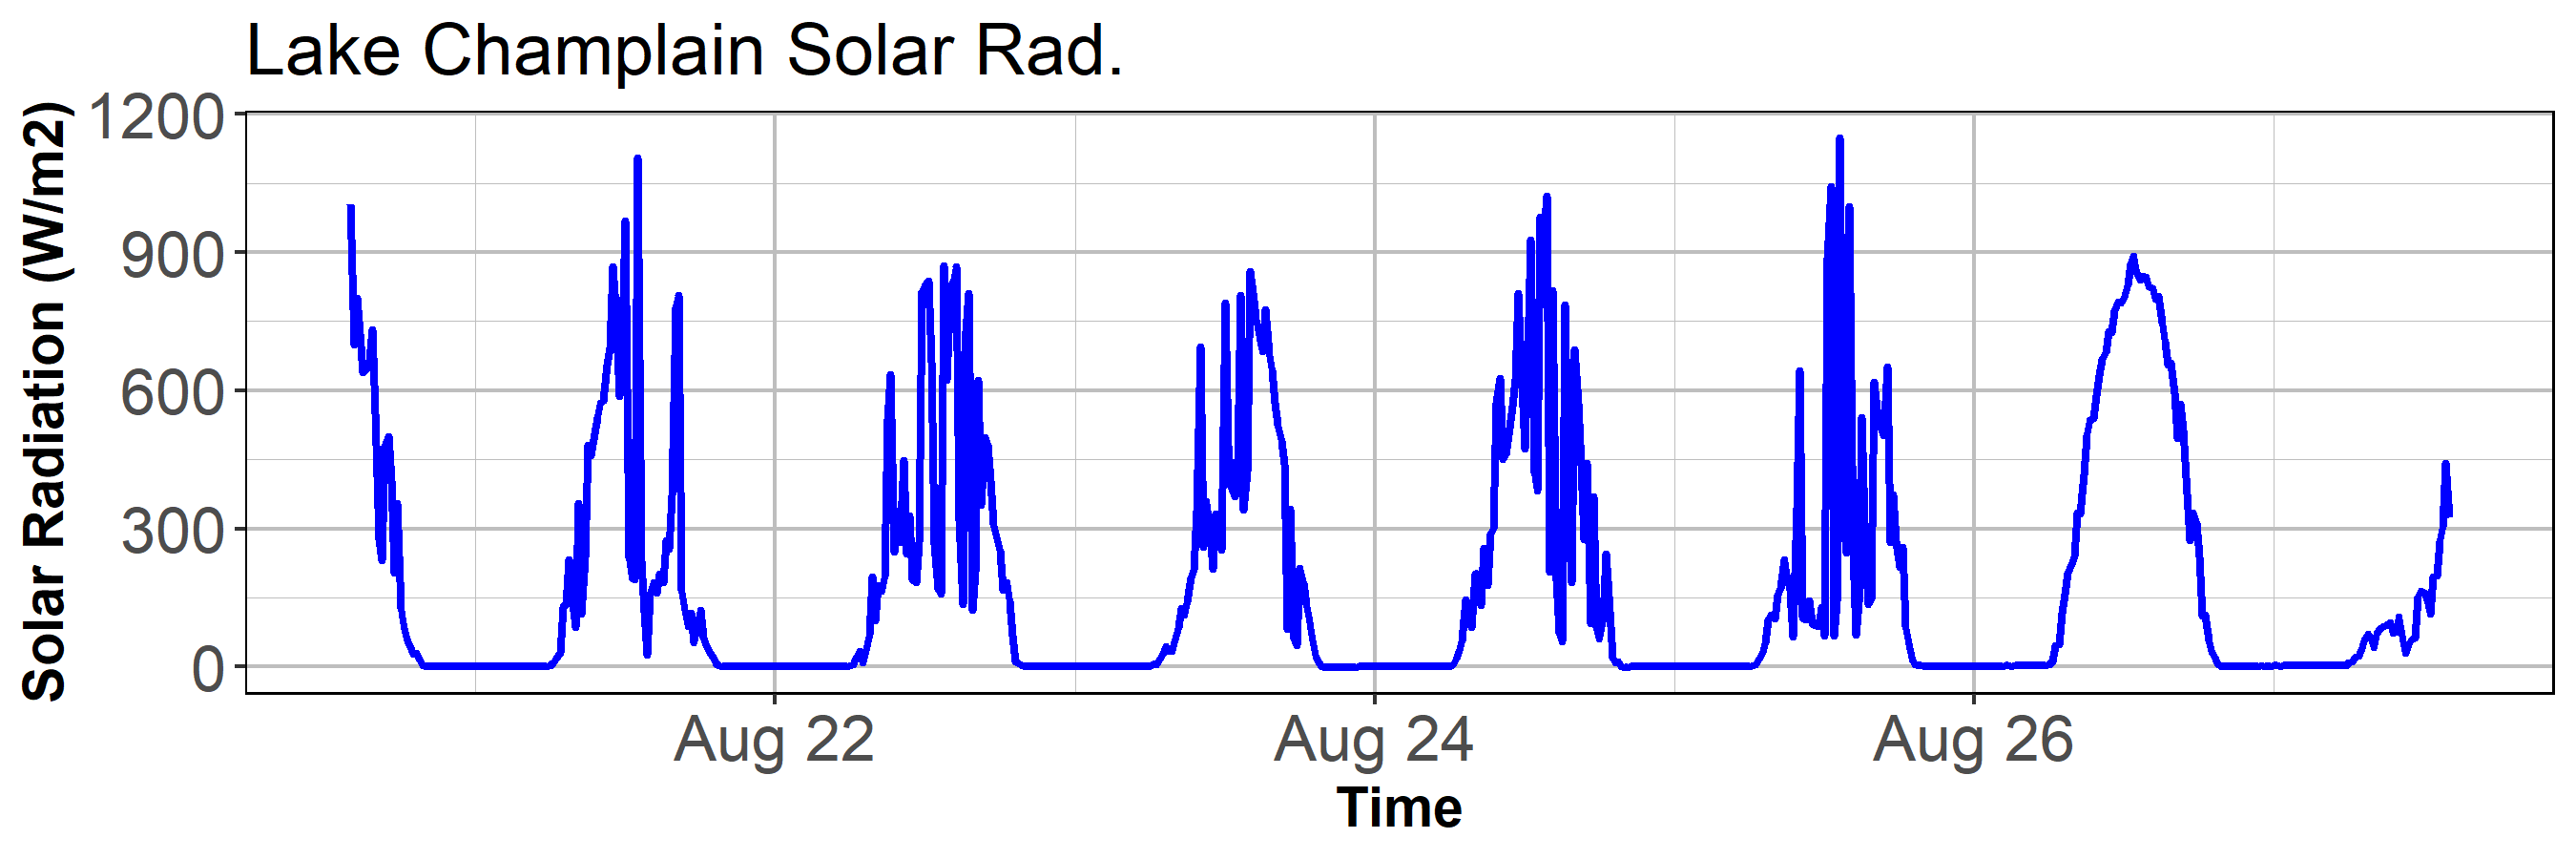 Lake Champlain Solar Rad.
Solar Radiation (W/m2)
1200
900
600
300
0
Aug 22
Aug 24
Aug 26
Time